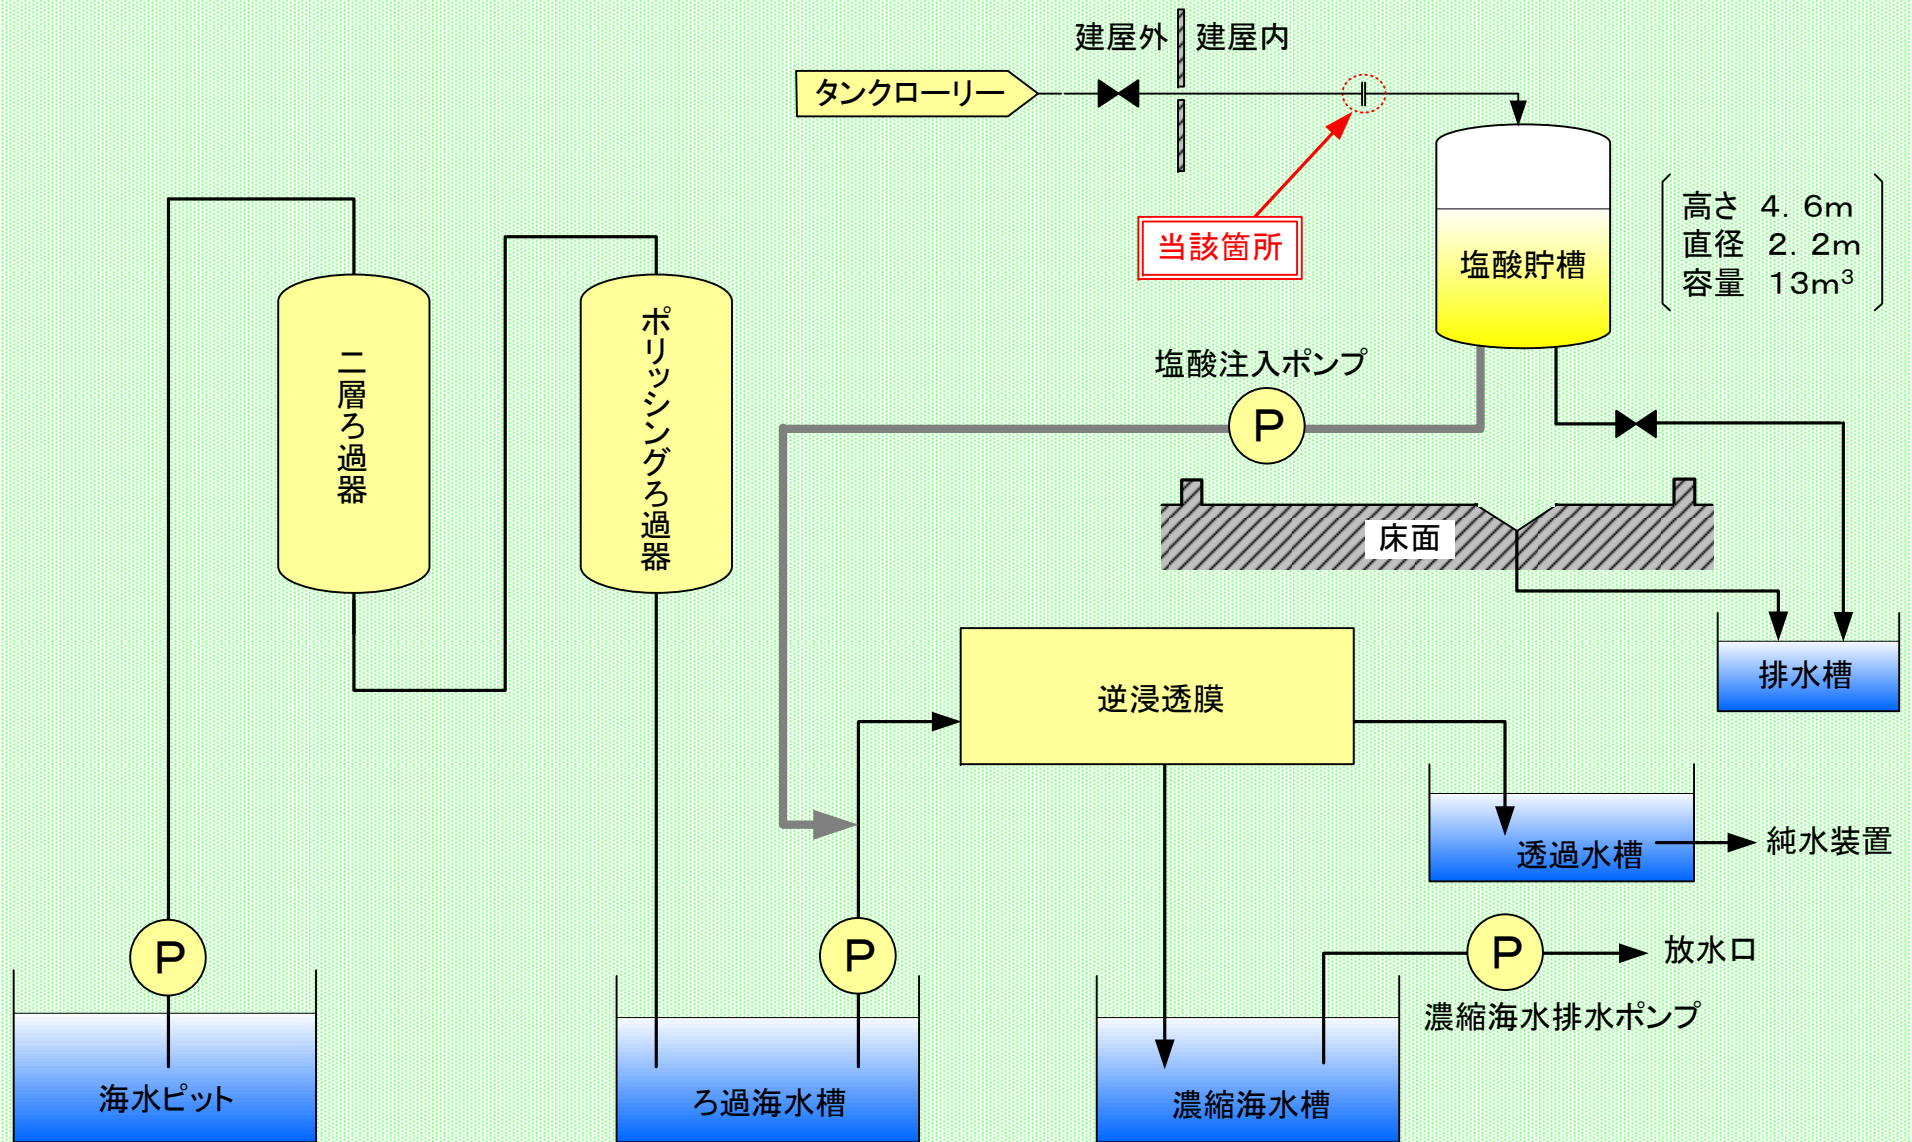 建屋外
建屋内
タンクローリー
当該箇所
高さ 4.6m
直径 2.2m
容量 13m³
塩酸貯槽
塩酸注入ポンプ
P
二層ろ過器
ポリッシングろ過器
床面
排水槽
逆浸透膜
透過水槽
純水装置
P
P
P
放水口
濃縮海水排水ポンプ
海水ピット
ろ過海水槽
濃縮海水槽